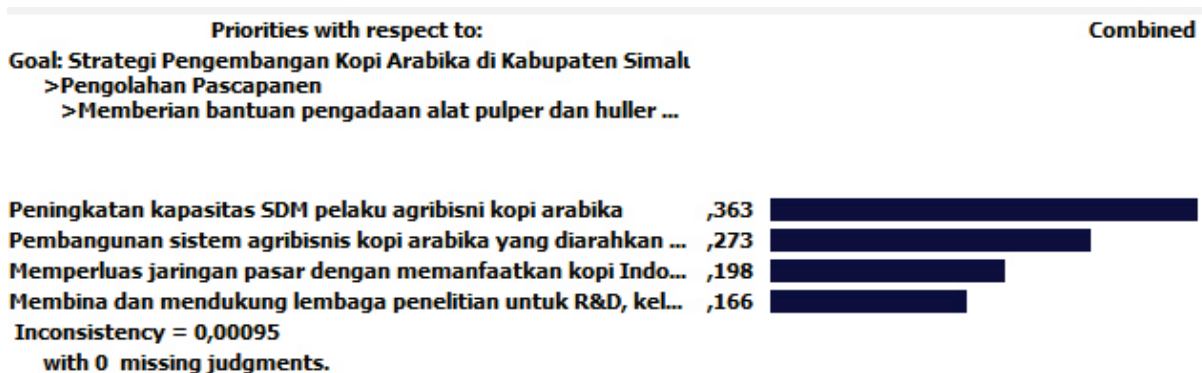 Priorities with respect to: Combined
Goal: Strategi Pengembangan Kopi Arabika di Kabupaten Simalu
>Pengolahan Pascapanen
>Memberian bantuan pengadaan alat pulper dan huller ...
Peningkatan kapasitas SDM pelaku agribisni kopi arabika ,363
Pembangunan sistem agribisnis kopi arabika yang diarahkan ... ,273
Memperluas jaringan pasar dengan memanfaatkan kopi Indo... ,198
Membina dan mendukung lembaga penelitian untuk R&D, kel... ,166
Inconsistency = 0,00095
with 0 missing judgments.